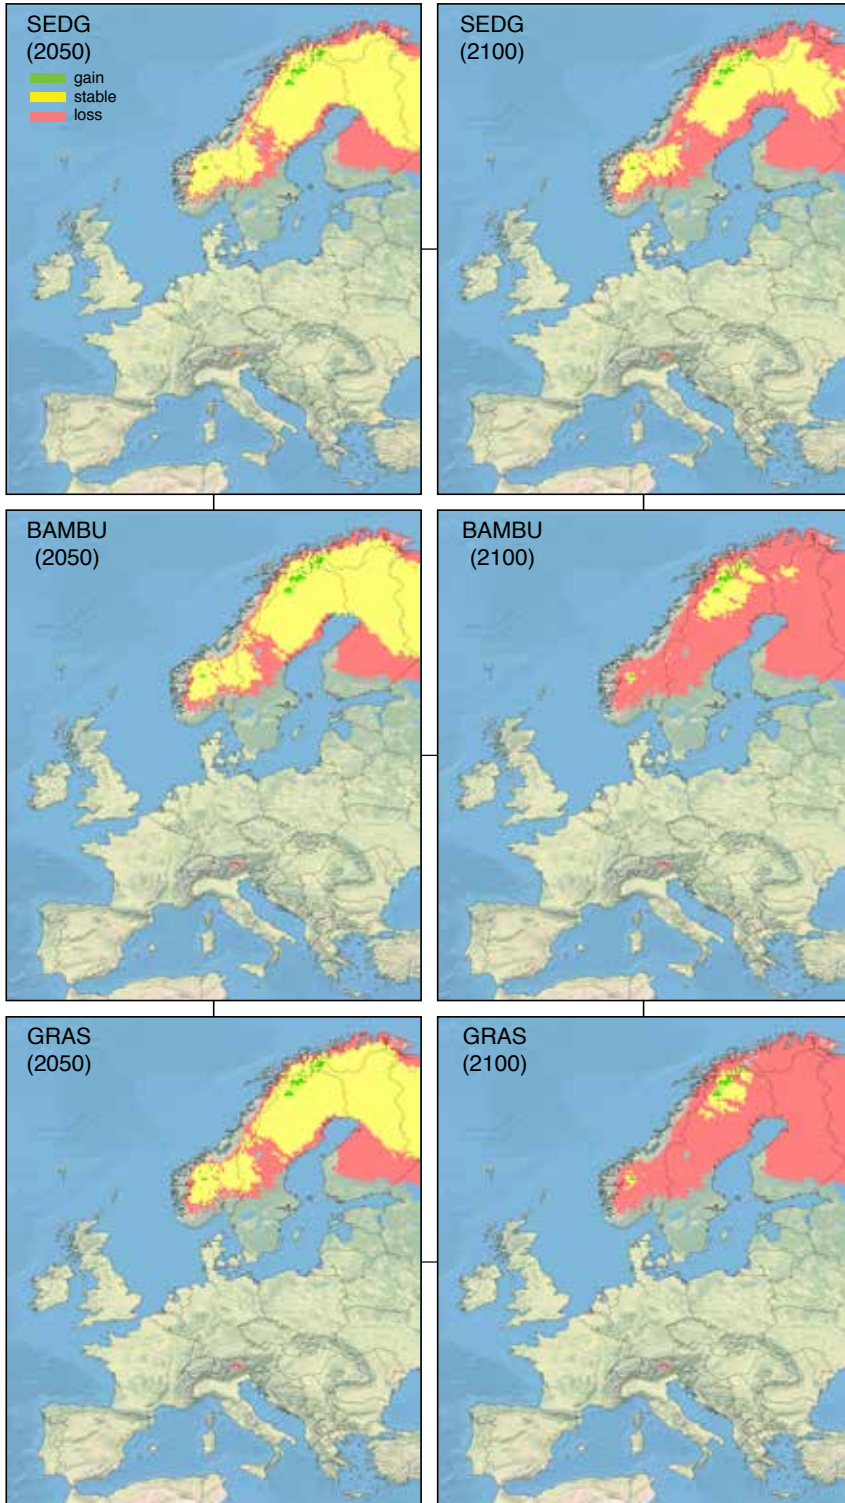 SEDG
(2050)
gain
stable
loss
SEDG
(2100)
BAMBU
(2050)
BAMBU
(2100)
GRAS
(2050)
GRAS
(2100)